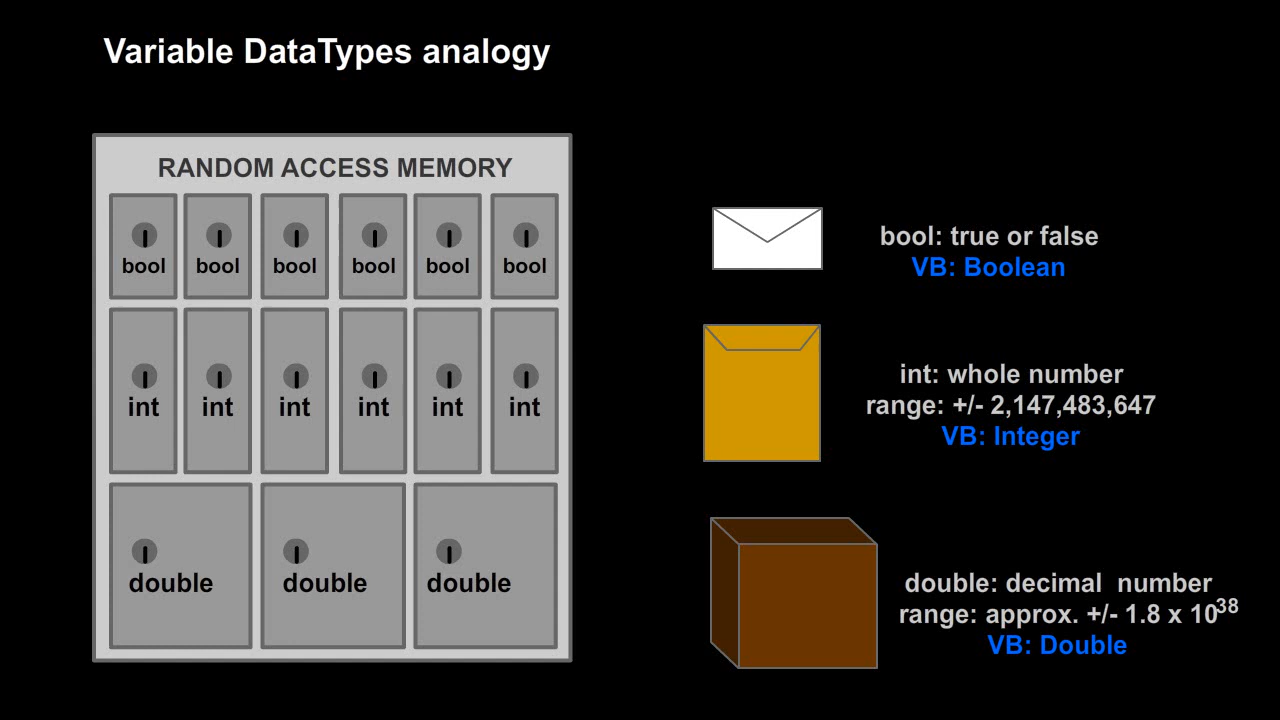 Variable DataTypes analogy
RANDOM ACCESS MEMORY
bool bool bool bool bool bool
int int int int int int
double double double
bool: true or false
VB: Boolean
int: whole number
range: +/- 2,147,483,647
VB: Integer
double: decimal  number
range: approx. +/- 1.8 x 10³⁸
VB: Double